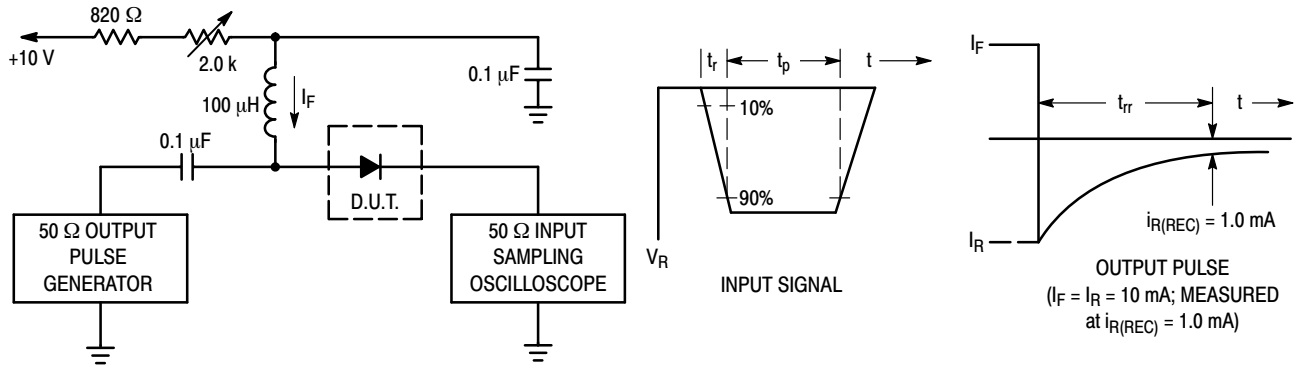 820 Ω
+10 V
2.0 k
100 µH
I_F
0.1 µF
0.1 µF
D.U.T.
50 Ω OUTPUT
PULSE
GENERATOR
50 Ω INPUT
SAMPLING
OSCILLOSCOPE
t_r
t_p
t
10%
90%
V_R
INPUT SIGNAL
I_F
t_rr
t
I_R
i_R(REC) = 1.0 mA
OUTPUT PULSE
(I_F = I_R = 10 mA; MEASURED
at i_R(REC) = 1.0 mA)